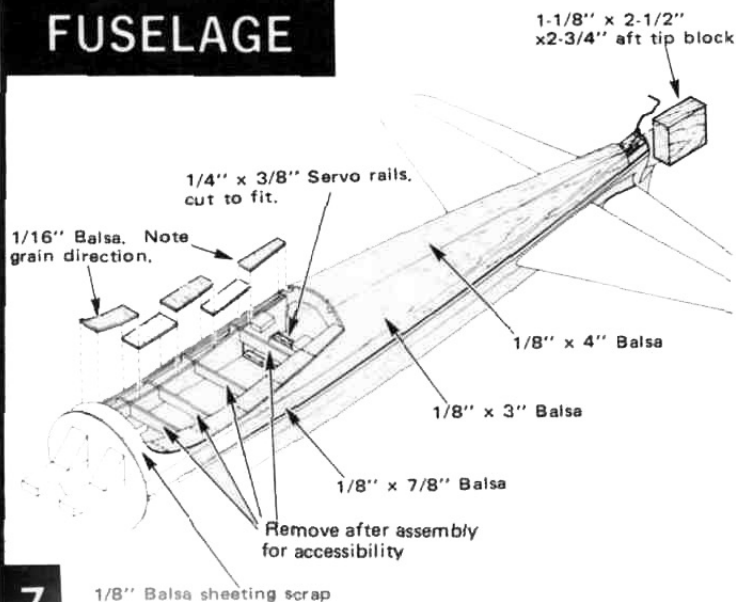 FUSELAGE
1-1/8" x 2-1/2"
x2-3/4" aft tip block
1/4" x 3/8" Servo rails,
cut to fit.
1/16" Balsa. Note
grain direction.
1/8" x 4" Balsa
1/8" x 3" Balsa
1/8" x 7/8" Balsa
Remove after assembly
for accessibility
7
1/8" Balsa sheeting scrap